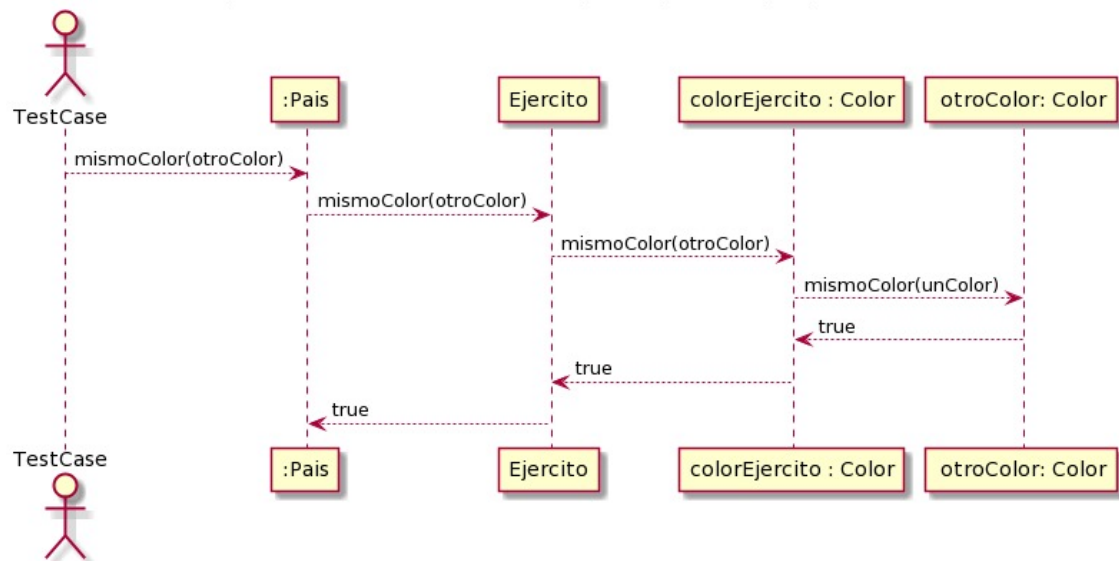 TestCase
:Pais
Ejercito
colorEjercito : Color
otroColor: Color
mismoColor(otroColor)
mismoColor(otroColor)
mismoColor(otroColor)
mismoColor(unColor)
true
true
true
TestCase
:Pais
Ejercito
colorEjercito : Color
otroColor: Color